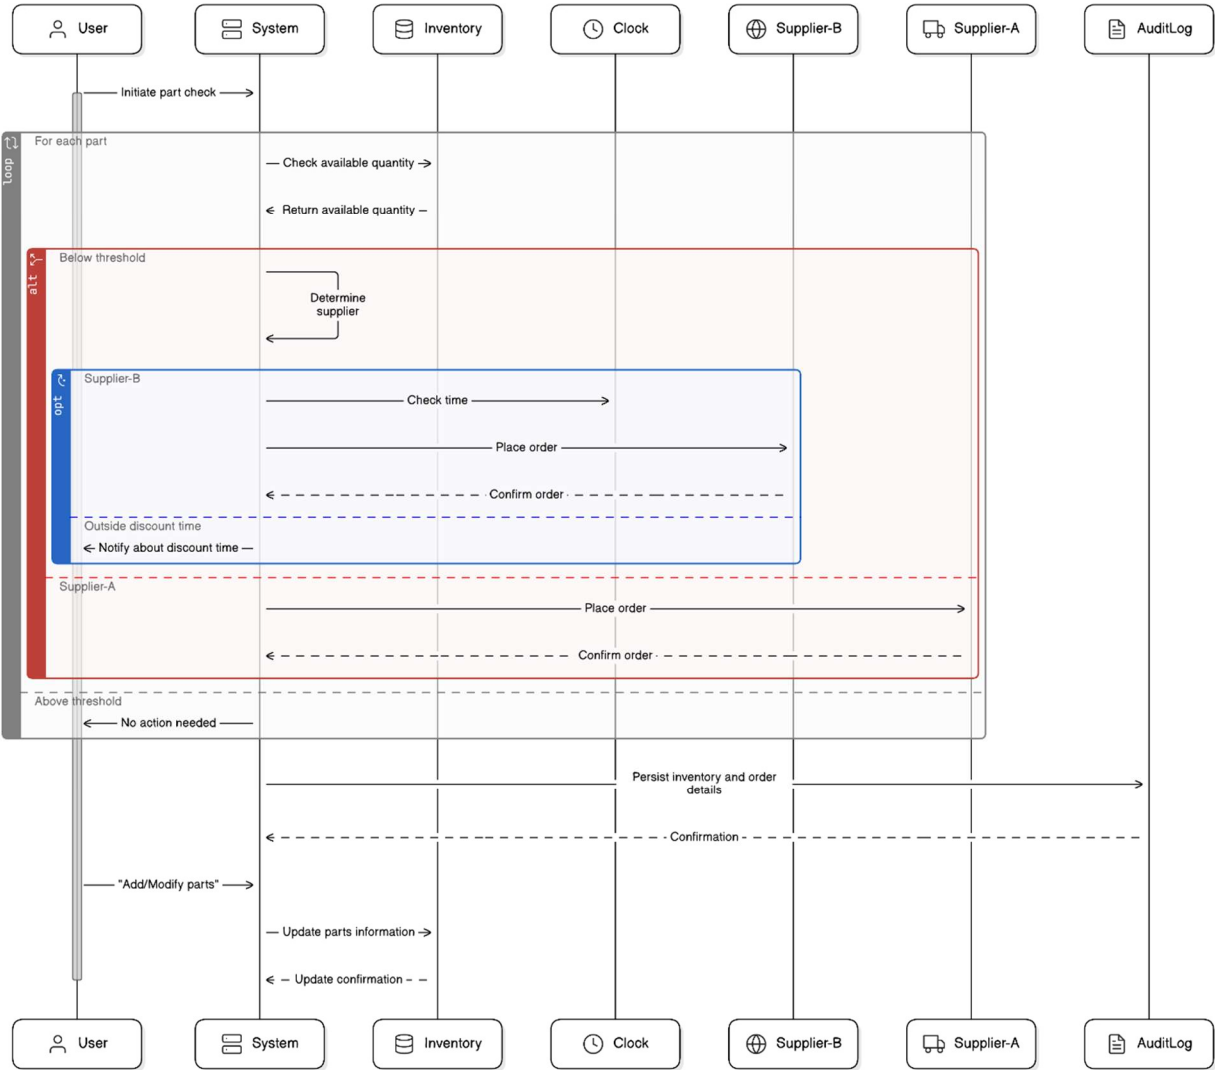 User
System
Inventory
Clock
Supplier-B
Supplier-A
AuditLog
Initiate part check
loop
For each part
Check available quantity
Return available quantity
alt
Below threshold
Determine
supplier
opt
Supplier-B
Check time
Place order
Confirm order
Outside discount time
Notify about discount time
Supplier-A
Place order
Confirm order
Above threshold
No action needed
Persist inventory and order
details
Confirmation
"Add/Modify parts"
Update parts information
Update confirmation
User
System
Inventory
Clock
Supplier-B
Supplier-A
AuditLog